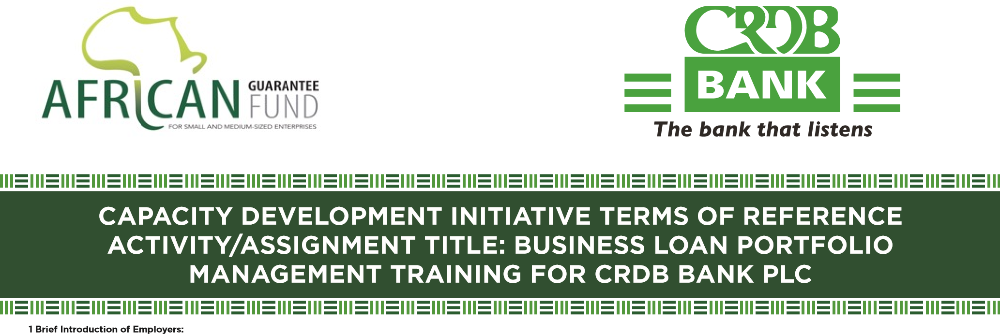 AFRICAN GUARANTEE
FUND
FOR SMALL AND MEDIUM-SIZED ENTERPRISES
CRDB
BANK
The bank that listens
CAPACITY DEVELOPMENT INITIATIVE TERMS OF REFERENCE
ACTIVITY/ASSIGNMENT TITLE: BUSINESS LOAN PORTFOLIO
MANAGEMENT TRAINING FOR CRDB BANK PLC
1 Brief Introduction of Employers: